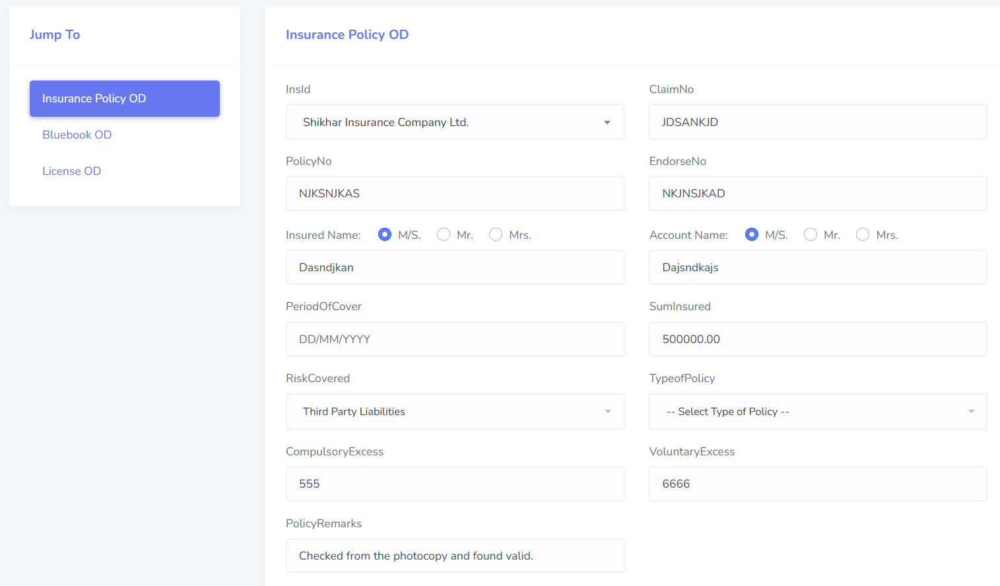 Jump To
Insurance Policy OD
Bluebook OD
License OD
Insurance Policy OD
InsId
ClaimNo
Shikhar Insurance Company Ltd.
JDSANKJD
PolicyNo
EndorseNo
NJKSNJKAS
NKJNSJKAD
Insured Name: M/S. Mr. Mrs.
Account Name: M/S. Mr. Mrs.
Dasndjkan
Dajsndkajs
PeriodOfCover
SumInsured
DD/MM/YYYY
500000.00
RiskCovered
TypeofPolicy
Third Party Liabilities
-- Select Type of Policy --
CompulsoryExcess
VoluntaryExcess
555
6666
PolicyRemarks
Checked from the photocopy and found valid.